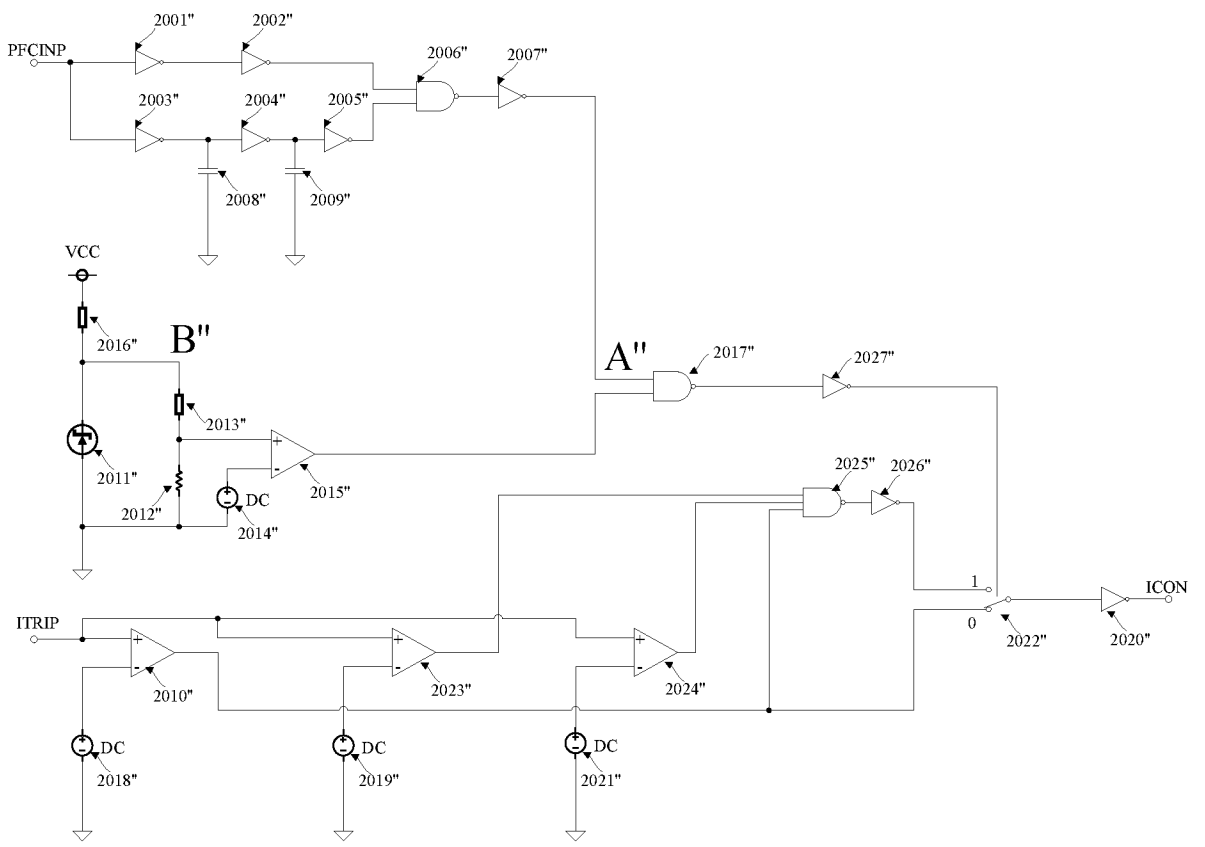 2001" 2002"
PFCINP
2006" 2007"
2003" 2004" 2005"
2008" 2009"
VCC
2016" B"
A" 2017" 2027"
2013"
2011" 2015" 2025" 2026"
2012" DC
2014"
1 ICON
ITRIP 0 2022" 2020"
+ + +
- - -
2010" 2023" 2024"
DC DC DC
2018" 2019" 2021"